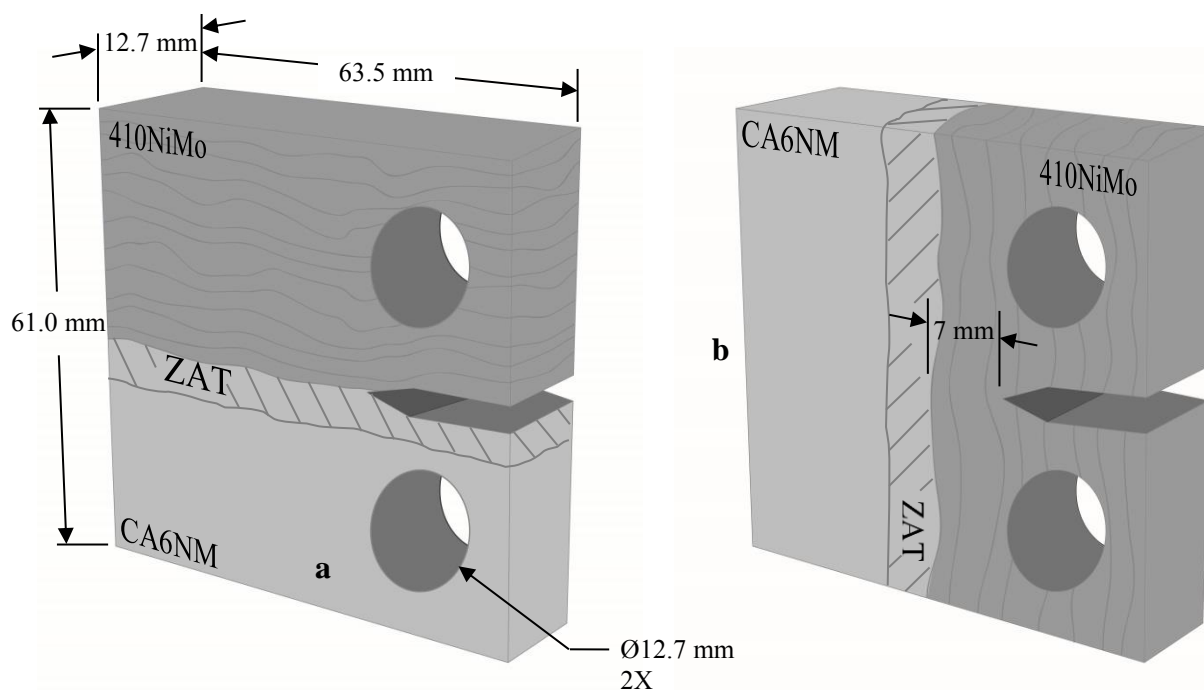 12.7 mm
63.5 mm
410NiMo
61.0 mm
ZAT
CA6NM
a
Ø12.7 mm
2X
CA6NM
410NiMo
b
7 mm
ZAT